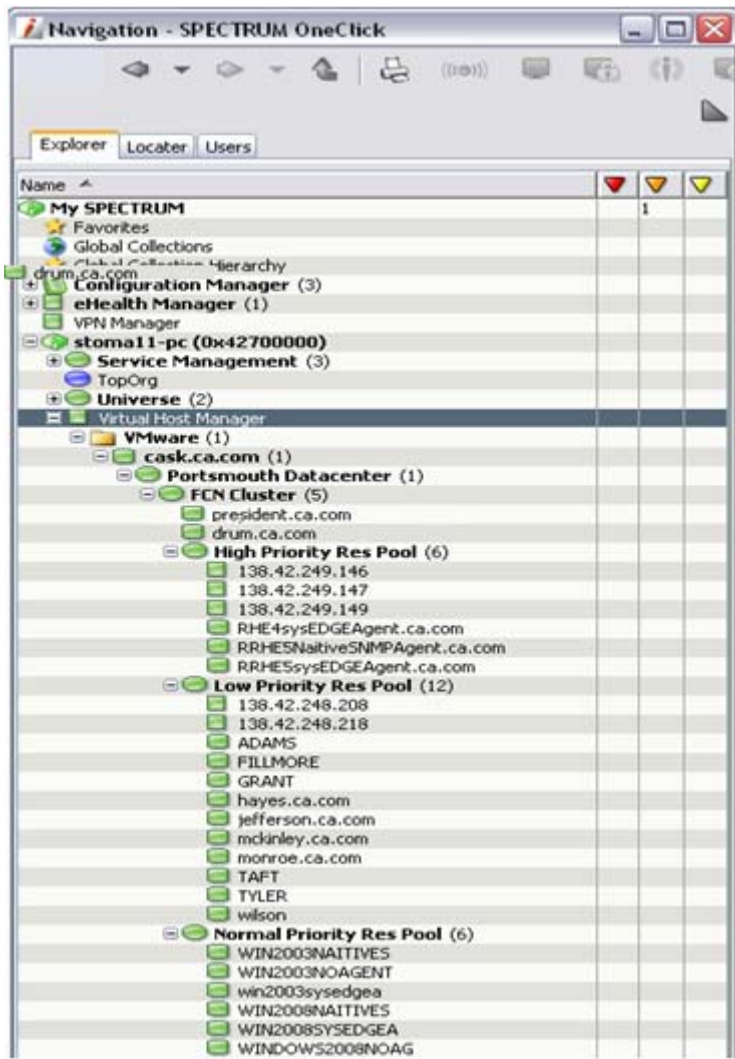 Navigation - SPECTRUM OneClick
Explorer Locater Users
Name
My SPECTRUM 1
Favorites
Global Collections
Global Collection Hierarchy
drum.ca.com
Configuration Manager (3)
eHealth Manager (1)
VPN Manager
stoma11-pc (0x42700000)
Service Management (3)
TopOrg
Universe (2)
Virtual Host Manager
VMware (1)
cask.ca.com (1)
Portsmouth Datacenter (1)
FCN Cluster (5)
president.ca.com
drum.ca.com
High Priority Res Pool (6)
138.42.249.146
138.42.249.147
138.42.249.149
RHE4sysEDGEAgent.ca.com
RRHE5NaitiveSNMPAgent.ca.com
RRHE5sysEDGEAgent.ca.com
Low Priority Res Pool (12)
138.42.248.208
138.42.248.218
ADAMS
FILLMORE
GRANT
hayes.ca.com
jefferson.ca.com
mckinley.ca.com
monroe.ca.com
TAFT
TYLER
wilson
Normal Priority Res Pool (6)
WIN2003NAITIVES
WIN2003NOAGENT
win2003sysedgea
WIN2008NAITIVES
WIN2008SYSEDGEA
WINDOWS2008NOAG